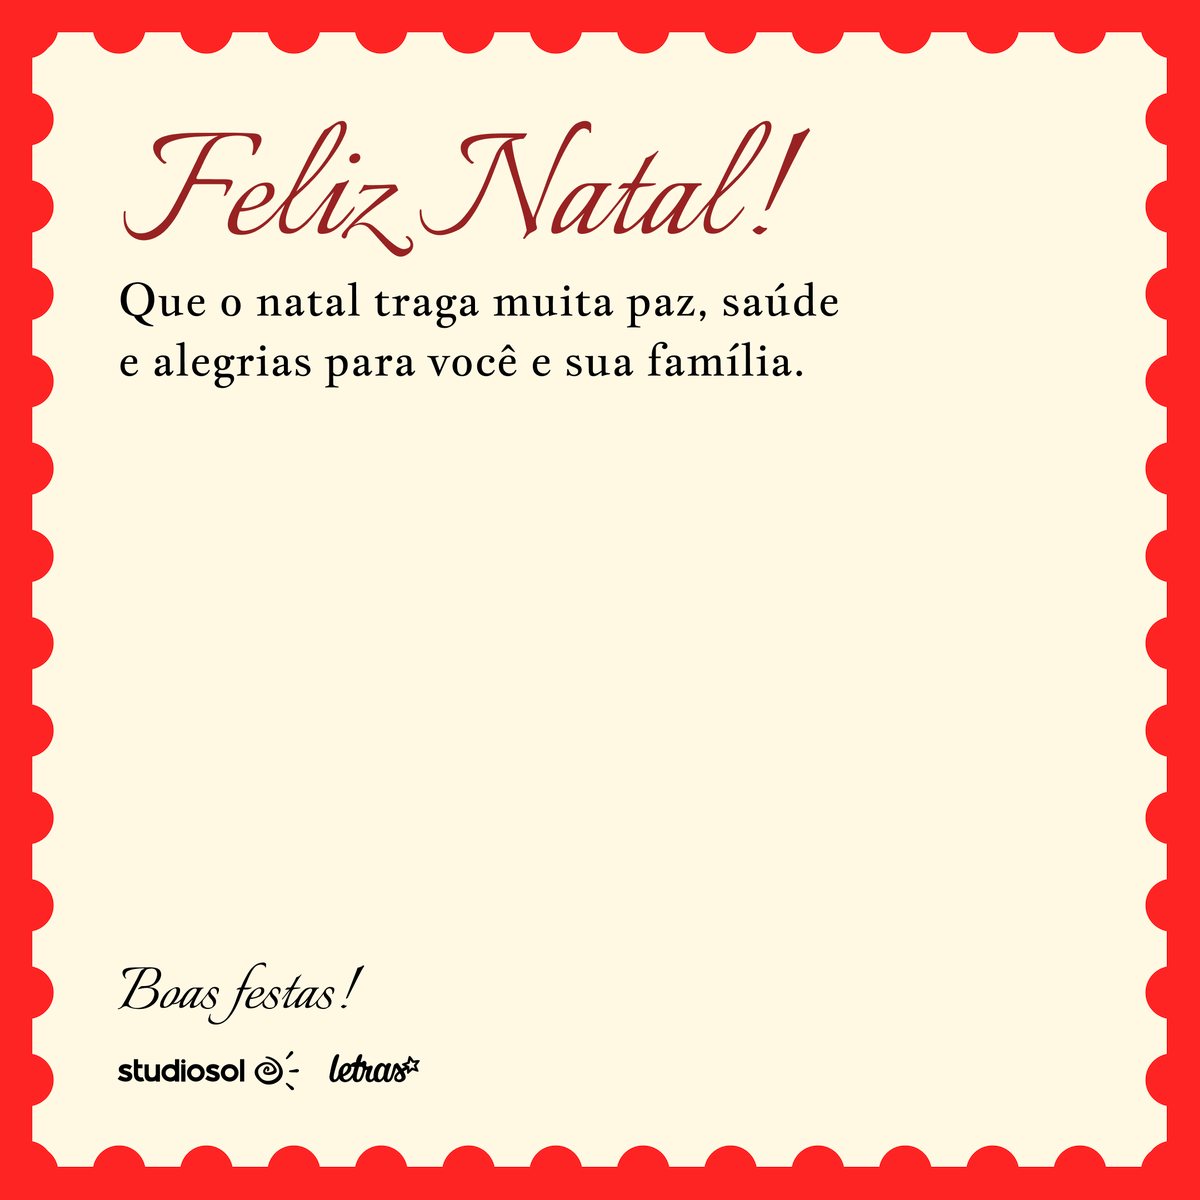 Feliz Natal!
Que o natal traga muita paz, saúde
e alegrias para você e sua família.
Boas festas!
studiosol letras